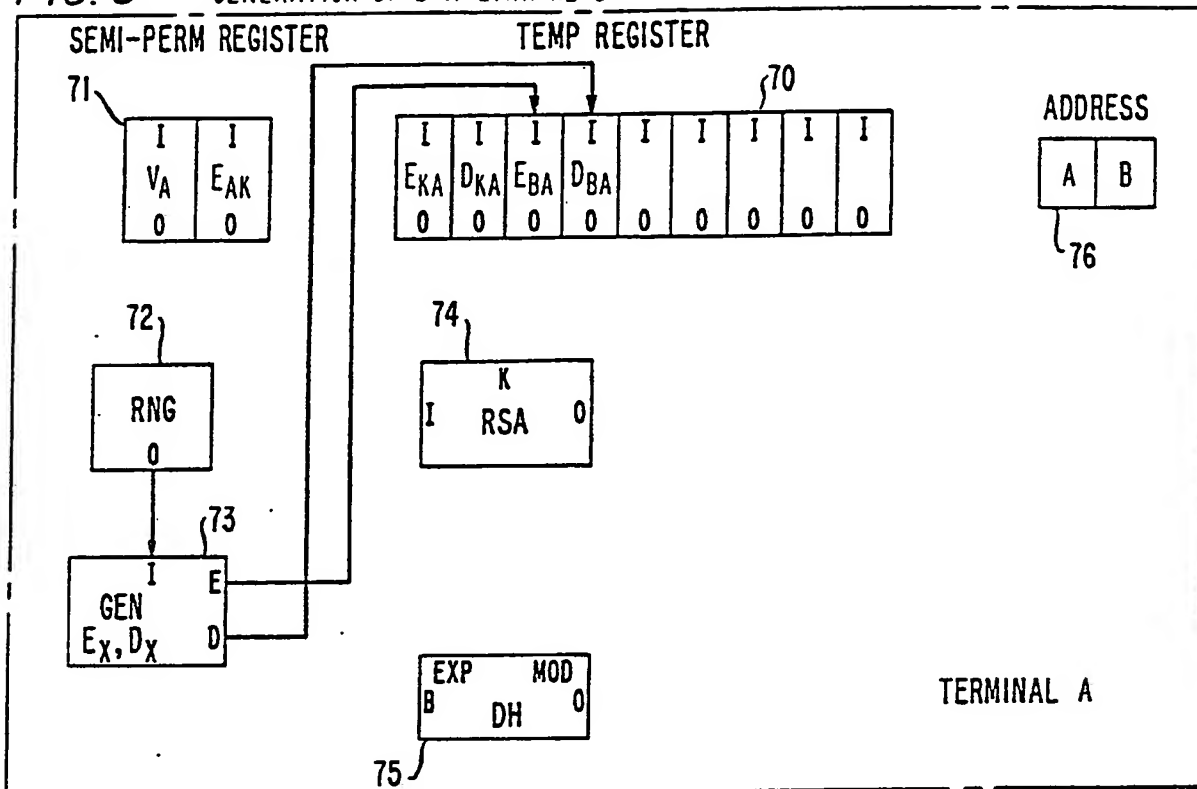 SEMI-PERM REGISTER
TEMP REGISTER
71
70
ADDRESS
I I
V_A E_AK
0 0
I I 1 I I I I I I
E_KA D_KA E_BA D_BA
0 0 0 0 0 0 0 0 0
A B
76
72
RNG
0
74
K
I RSA 0
73
I E
GEN
E_X, D_X D
EXP MOD
B DH 0
75
TERMINAL A